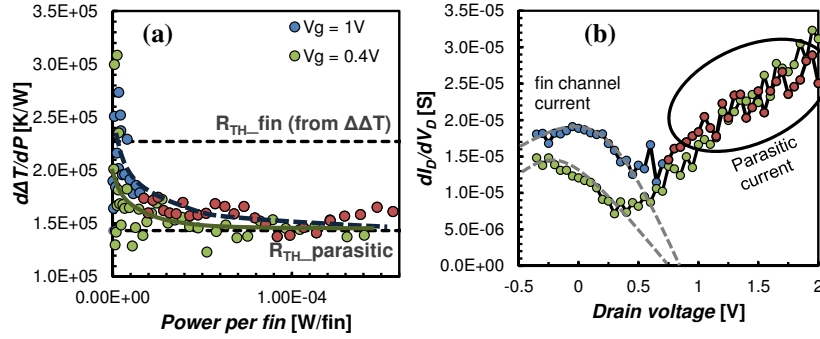 (a)
Vg = 1V
Vg = 0.4V
R_TH_fin (from ΔΔT)
R_TH_parasitic
dΔT/dP [K/W]
3.5E+05
3.0E+05
2.5E+05
2.0E+05
1.5E+05
1.0E+05
0.00E+00
1.00E-04
Power per fin [W/fin]
(b)
fin channel
current
Parasitic
current
dI_D/dV_D [S]
3.5E-05
3.0E-05
2.5E-05
2.0E-05
1.5E-05
1.0E-05
5.0E-06
0.0E+00
-0.5
0
0.5
1
1.5
2
Drain voltage [V]